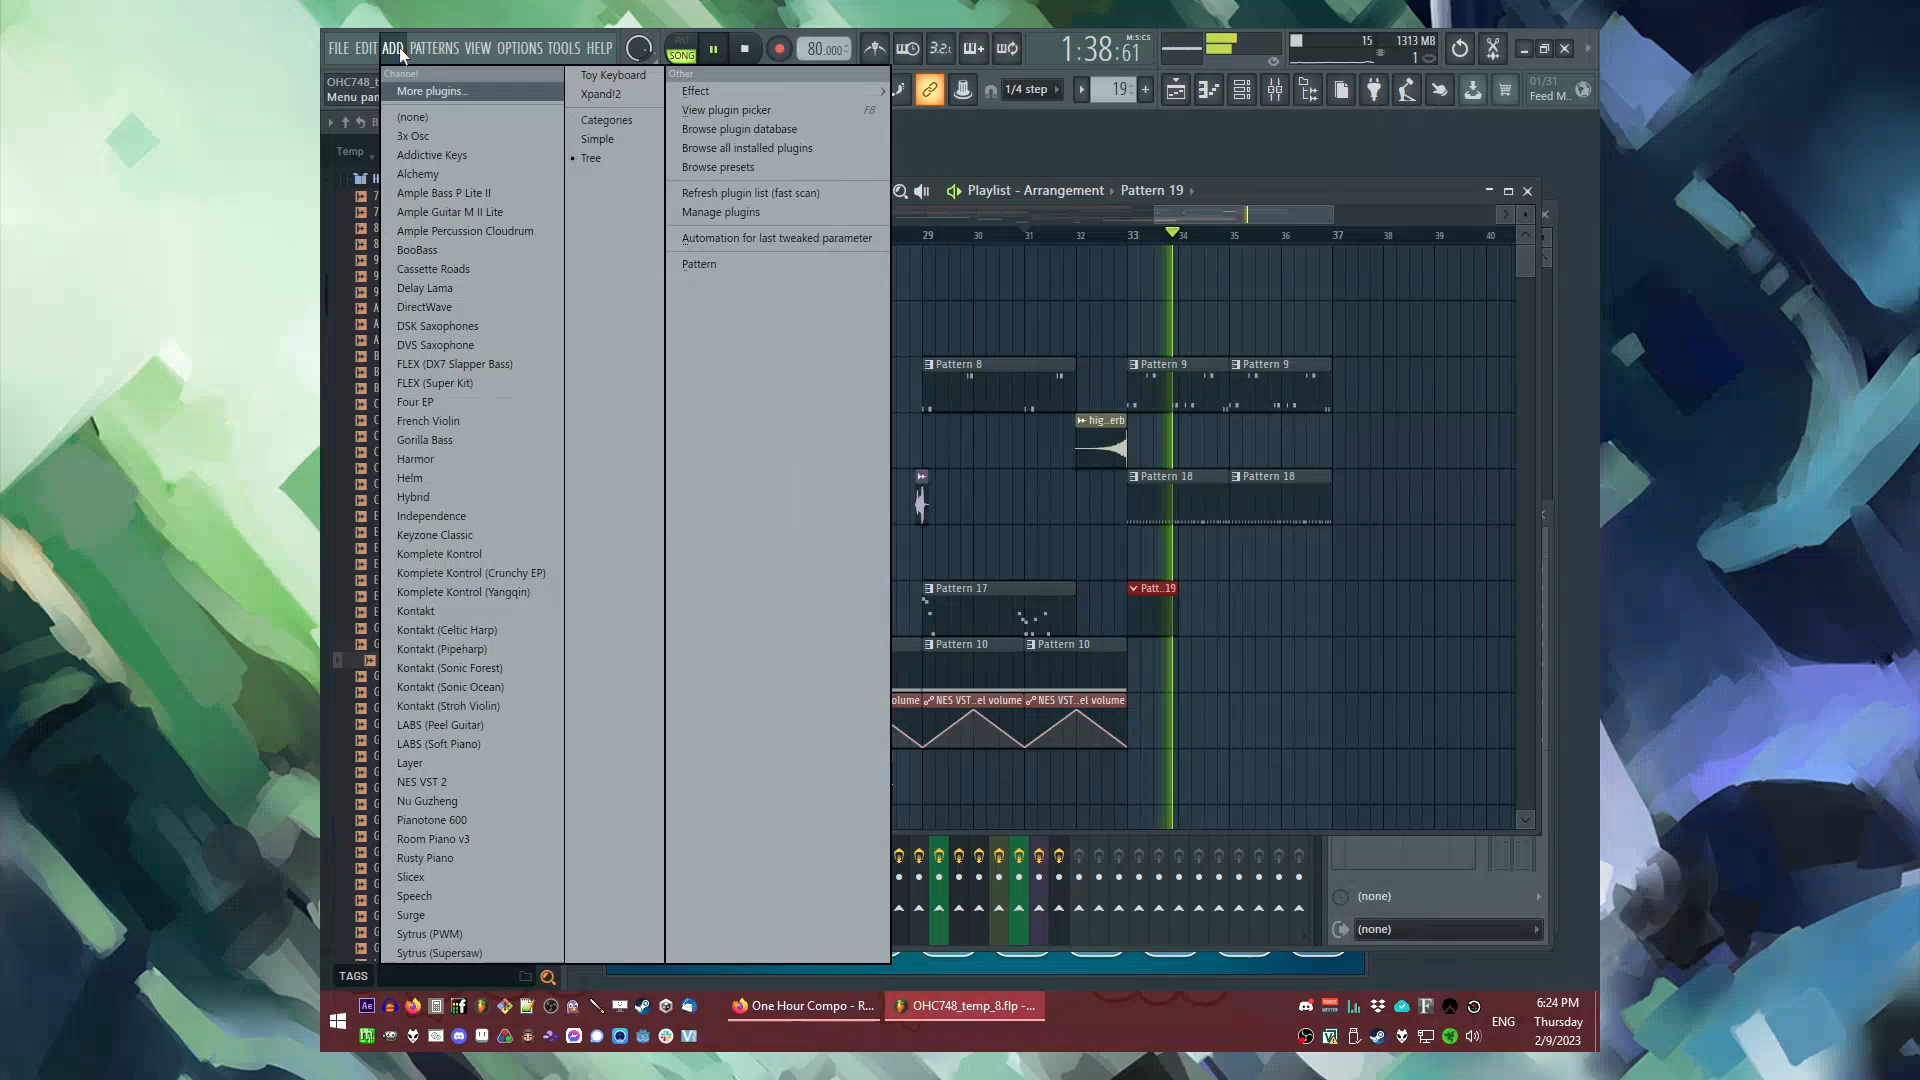 FILE EDIT ADD PATTERNS VIEW OPTIONS TOOLS HELP
PAT
SONG
80.000
3.2.
1:38:61
M:S:CS
15
1313 MB
1
OHC748_t
Menu pan
1/4 step
19
01/31
Feed M..
Temp
Channel
More plugins...
(none)
3x Osc
Addictive Keys
Alchemy
Ample Bass P Lite II
Ample Guitar M II Lite
Ample Percussion Cloudrum
BooBass
Cassette Roads
Delay Lama
DirectWave
DSK Saxophones
DVS Saxophone
FLEX (DX7 Slapper Bass)
FLEX (Super Kit)
Four EP
French Violin
Gorilla Bass
Harmor
Helm
Hybrid
Independence
Keyzone Classic
Komplete Kontrol
Komplete Kontrol (Crunchy EP)
Komplete Kontrol (Yangqin)
Kontakt
Kontakt (Celtic Harp)
Kontakt (Pipeharp)
Kontakt (Sonic Forest)
Kontakt (Sonic Ocean)
Kontakt (Stroh Violin)
LABS (Peel Guitar)
LABS (Soft Piano)
Layer
NES VST 2
Nu Guzheng
Pianotone 600
Room Piano v3
Rusty Piano
Slicex
Speech
Surge
Sytrus (PWM)
Sytrus (Supersaw)
Toy Keyboard
Xpand!2
Categories
Simple
Tree
Other
Effect
View plugin picker F8
Browse plugin database
Browse all installed plugins
Browse presets
Refresh plugin list (fast scan)
Manage plugins
Automation for last tweaked parameter
Pattern
Playlist - Arrangement › Pattern 19 ›
29 30 31 32 33 34 35 36 37 38 39 40
Pattern 8
Pattern 9
Pattern 9
hig..erb
Pattern 18
Pattern 18
Pattern 17
Patt..19
Pattern 10
Pattern 10
olume
NES VST..el volume
NES VST..el volume
(none)
(none)
TAGS
One Hour Compo - R...
OHC748_temp_8.flp -...
ENG
6:24 PM
Thursday
2/9/2023